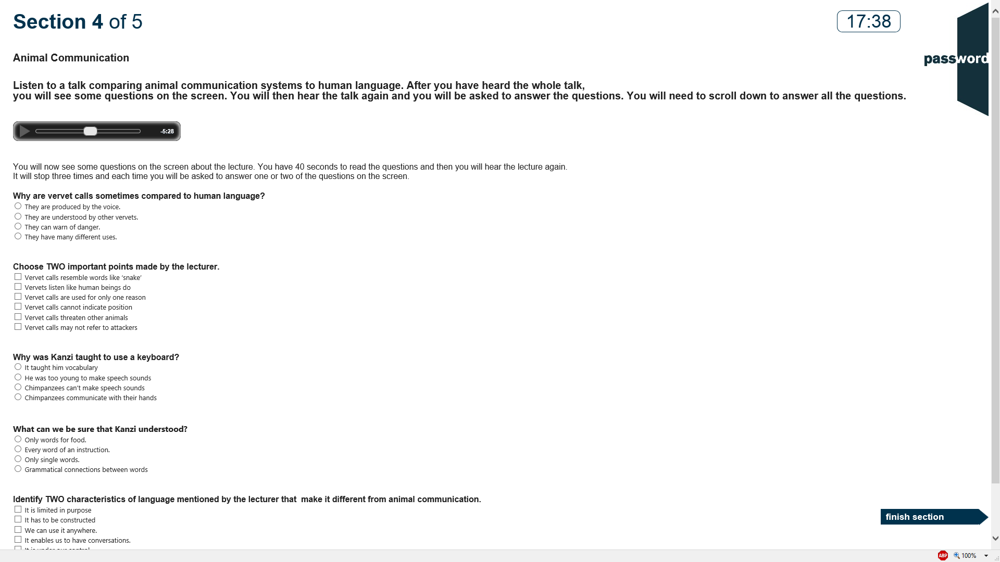 Section 4 of 5
17:38
password
Animal Communication
Listen to a talk comparing animal communication systems to human language. After you have heard the whole talk,
you will see some questions on the screen. You will then hear the talk again and you will be asked to answer the questions. You will need to scroll down to answer all the questions.
-5:28
You will now see some questions on the screen about the lecture. You have 40 seconds to read the questions and then you will hear the lecture again.
It will stop three times and each time you will be asked to answer one or two of the questions on the screen.
Why are vervet calls sometimes compared to human language?
They are produced by the voice.
They are understood by other vervets.
They can warn of danger.
They have many different uses.
Choose TWO important points made by the lecturer.
Vervet calls resemble words like ‘snake’
Vervets listen like human beings do
Vervet calls are used for only one reason
Vervet calls cannot indicate position
Vervet calls threaten other animals
Vervet calls may not refer to attackers
Why was Kanzi taught to use a keyboard?
It taught him vocabulary
He was too young to make speech sounds
Chimpanzees can’t make speech sounds
Chimpanzees communicate with their hands
What can we be sure that Kanzi understood?
Only words for food.
Every word of an instruction.
Only single words.
Grammatical connections between words
Identify TWO characteristics of language mentioned by the lecturer that  make it different from animal communication.
It is limited in purpose
It has to be constructed
We can use it anywhere.
It enables us to have conversations.
It is under our control
finish section
ABP
100%